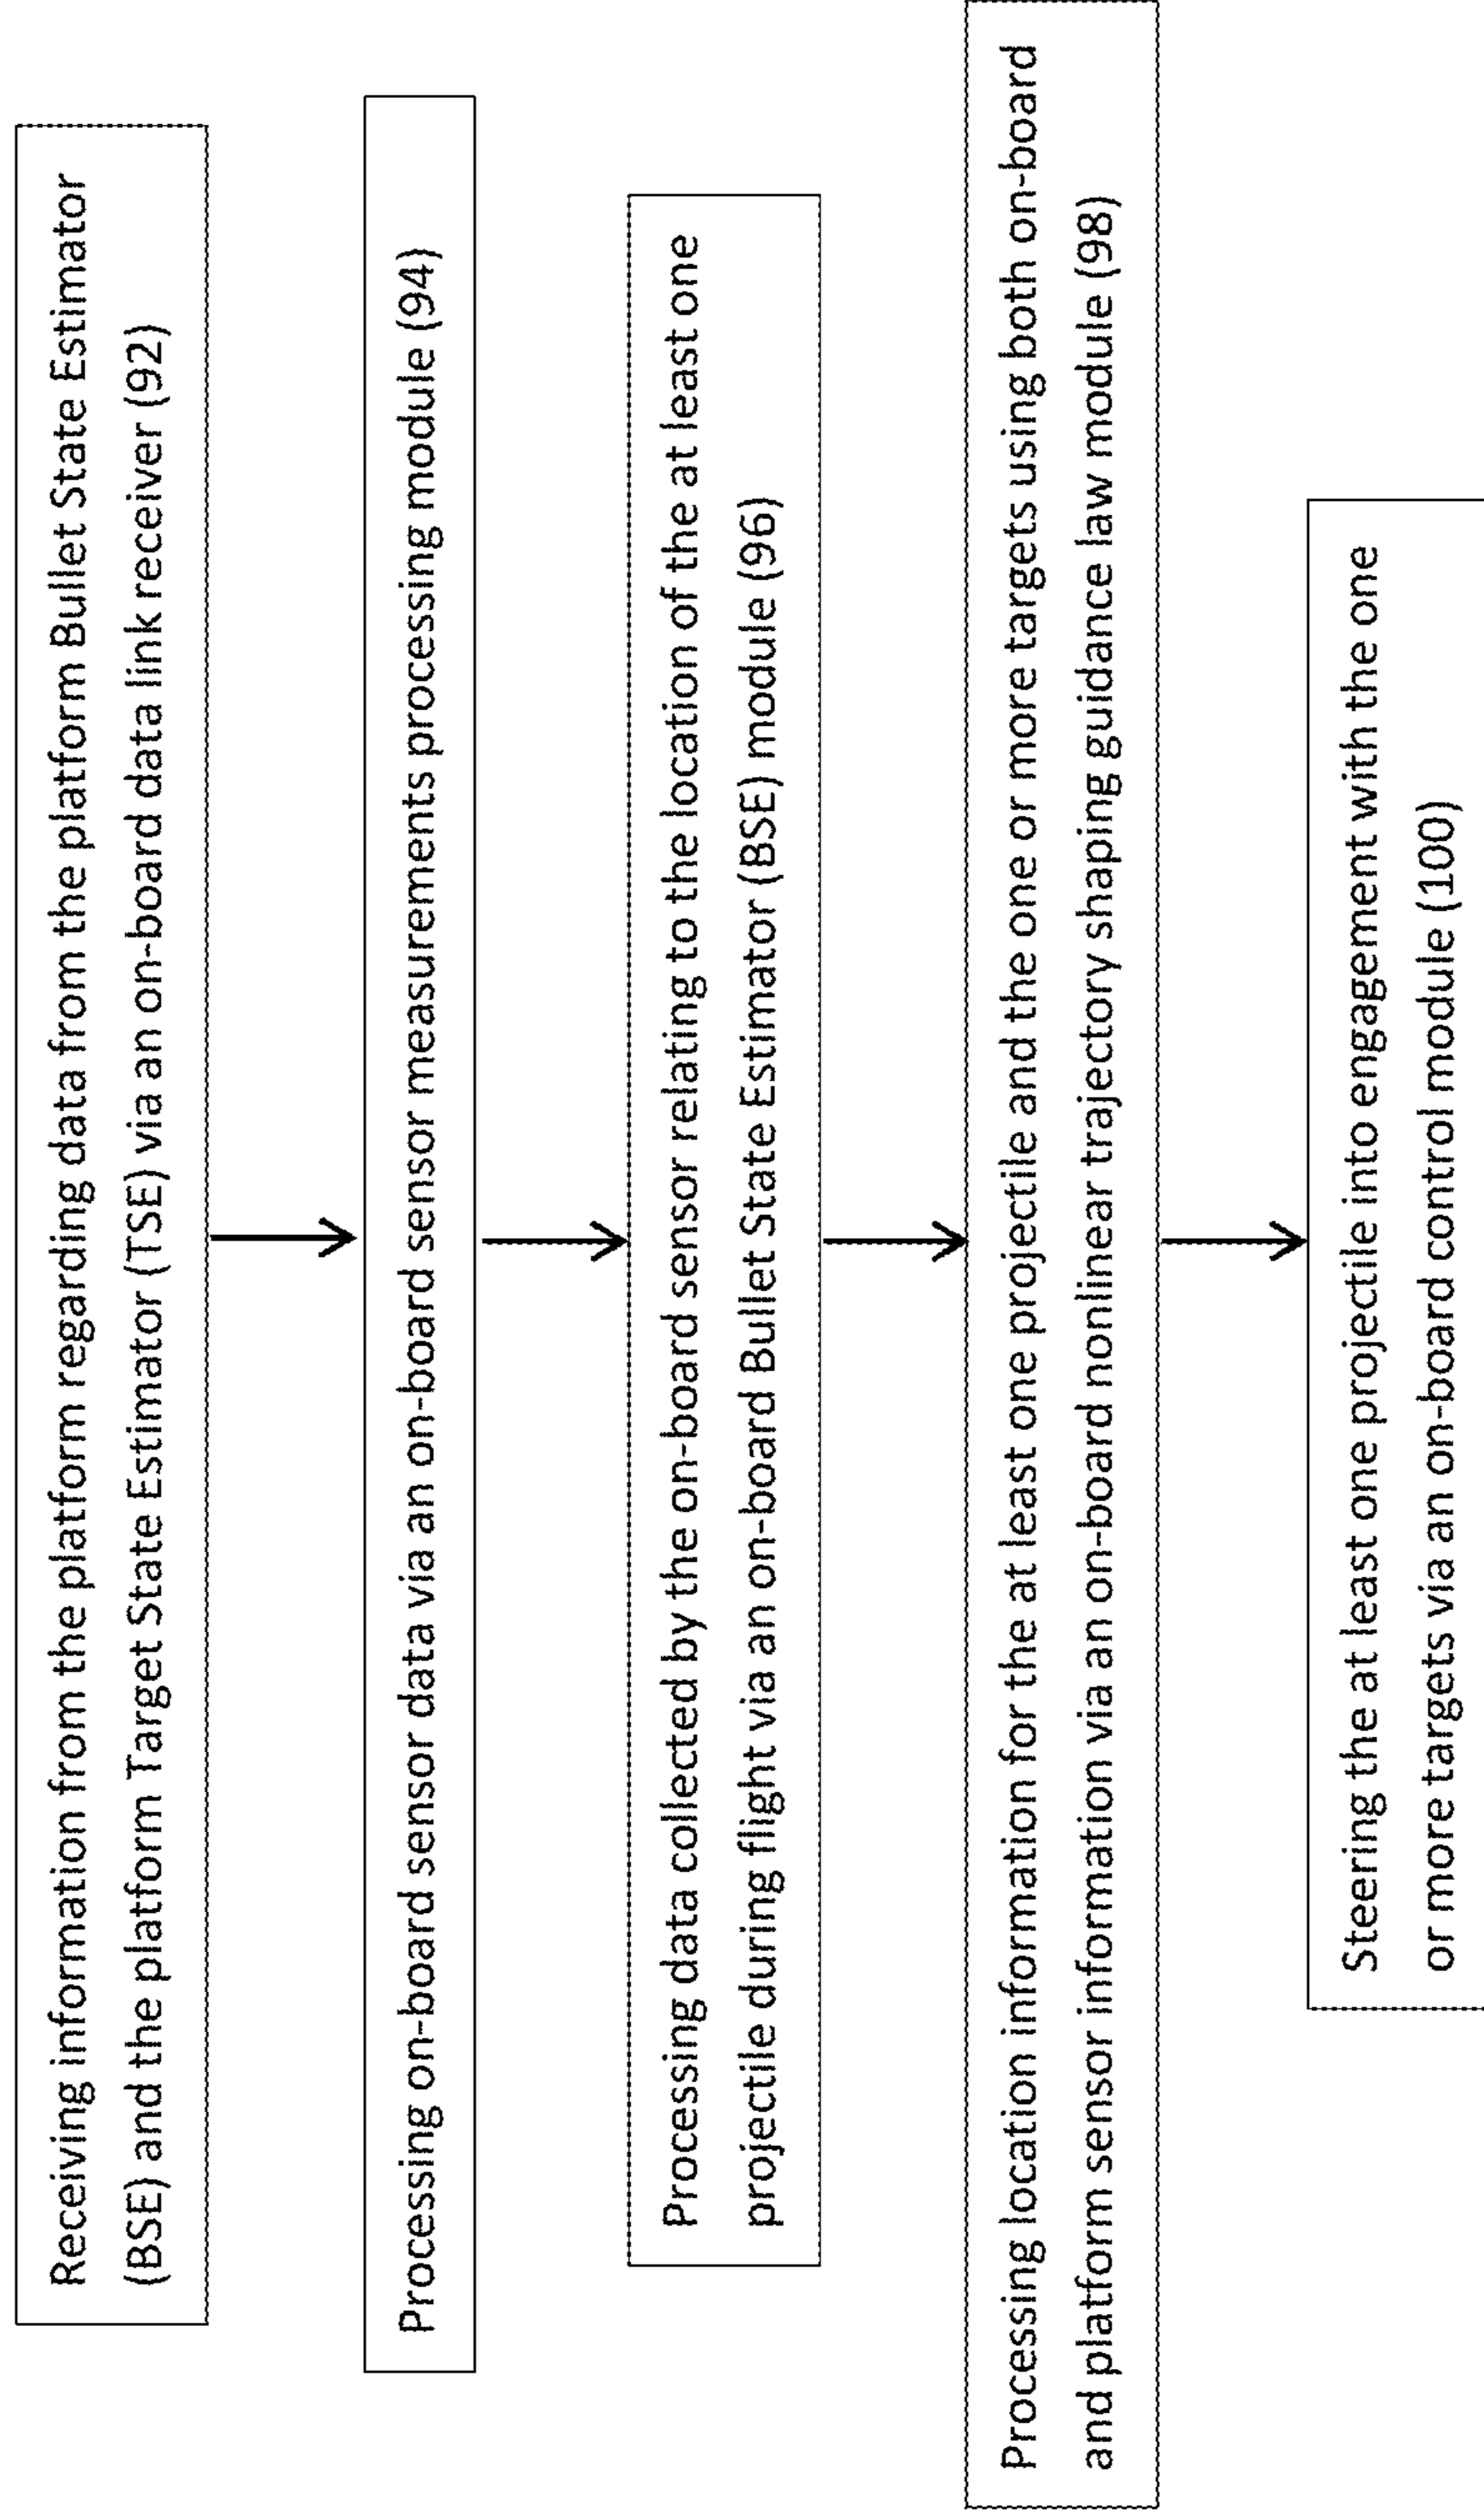 Receiving information from the platform regarding data from the platform Bullet State Estimator
(BSE) and the platform Target State Estimator (TSE) via an on-board data link receiver (92)
Processing on-board sensor data via an on-board sensor measurements processing module (94)
Processing data collected by the on-board sensor relating to the location of the at least one
projectile during flight via an on-board Bullet State Estimator (BSE) module (96)
Processing location information for the at least one projectile and the one or more targets using both on-board
and platform sensor information via an on-board nonlinear trajectory shaping guidance law module (98)
Steering the at least one projectile into engagement with the one
or more targets via an on-board control module (100)